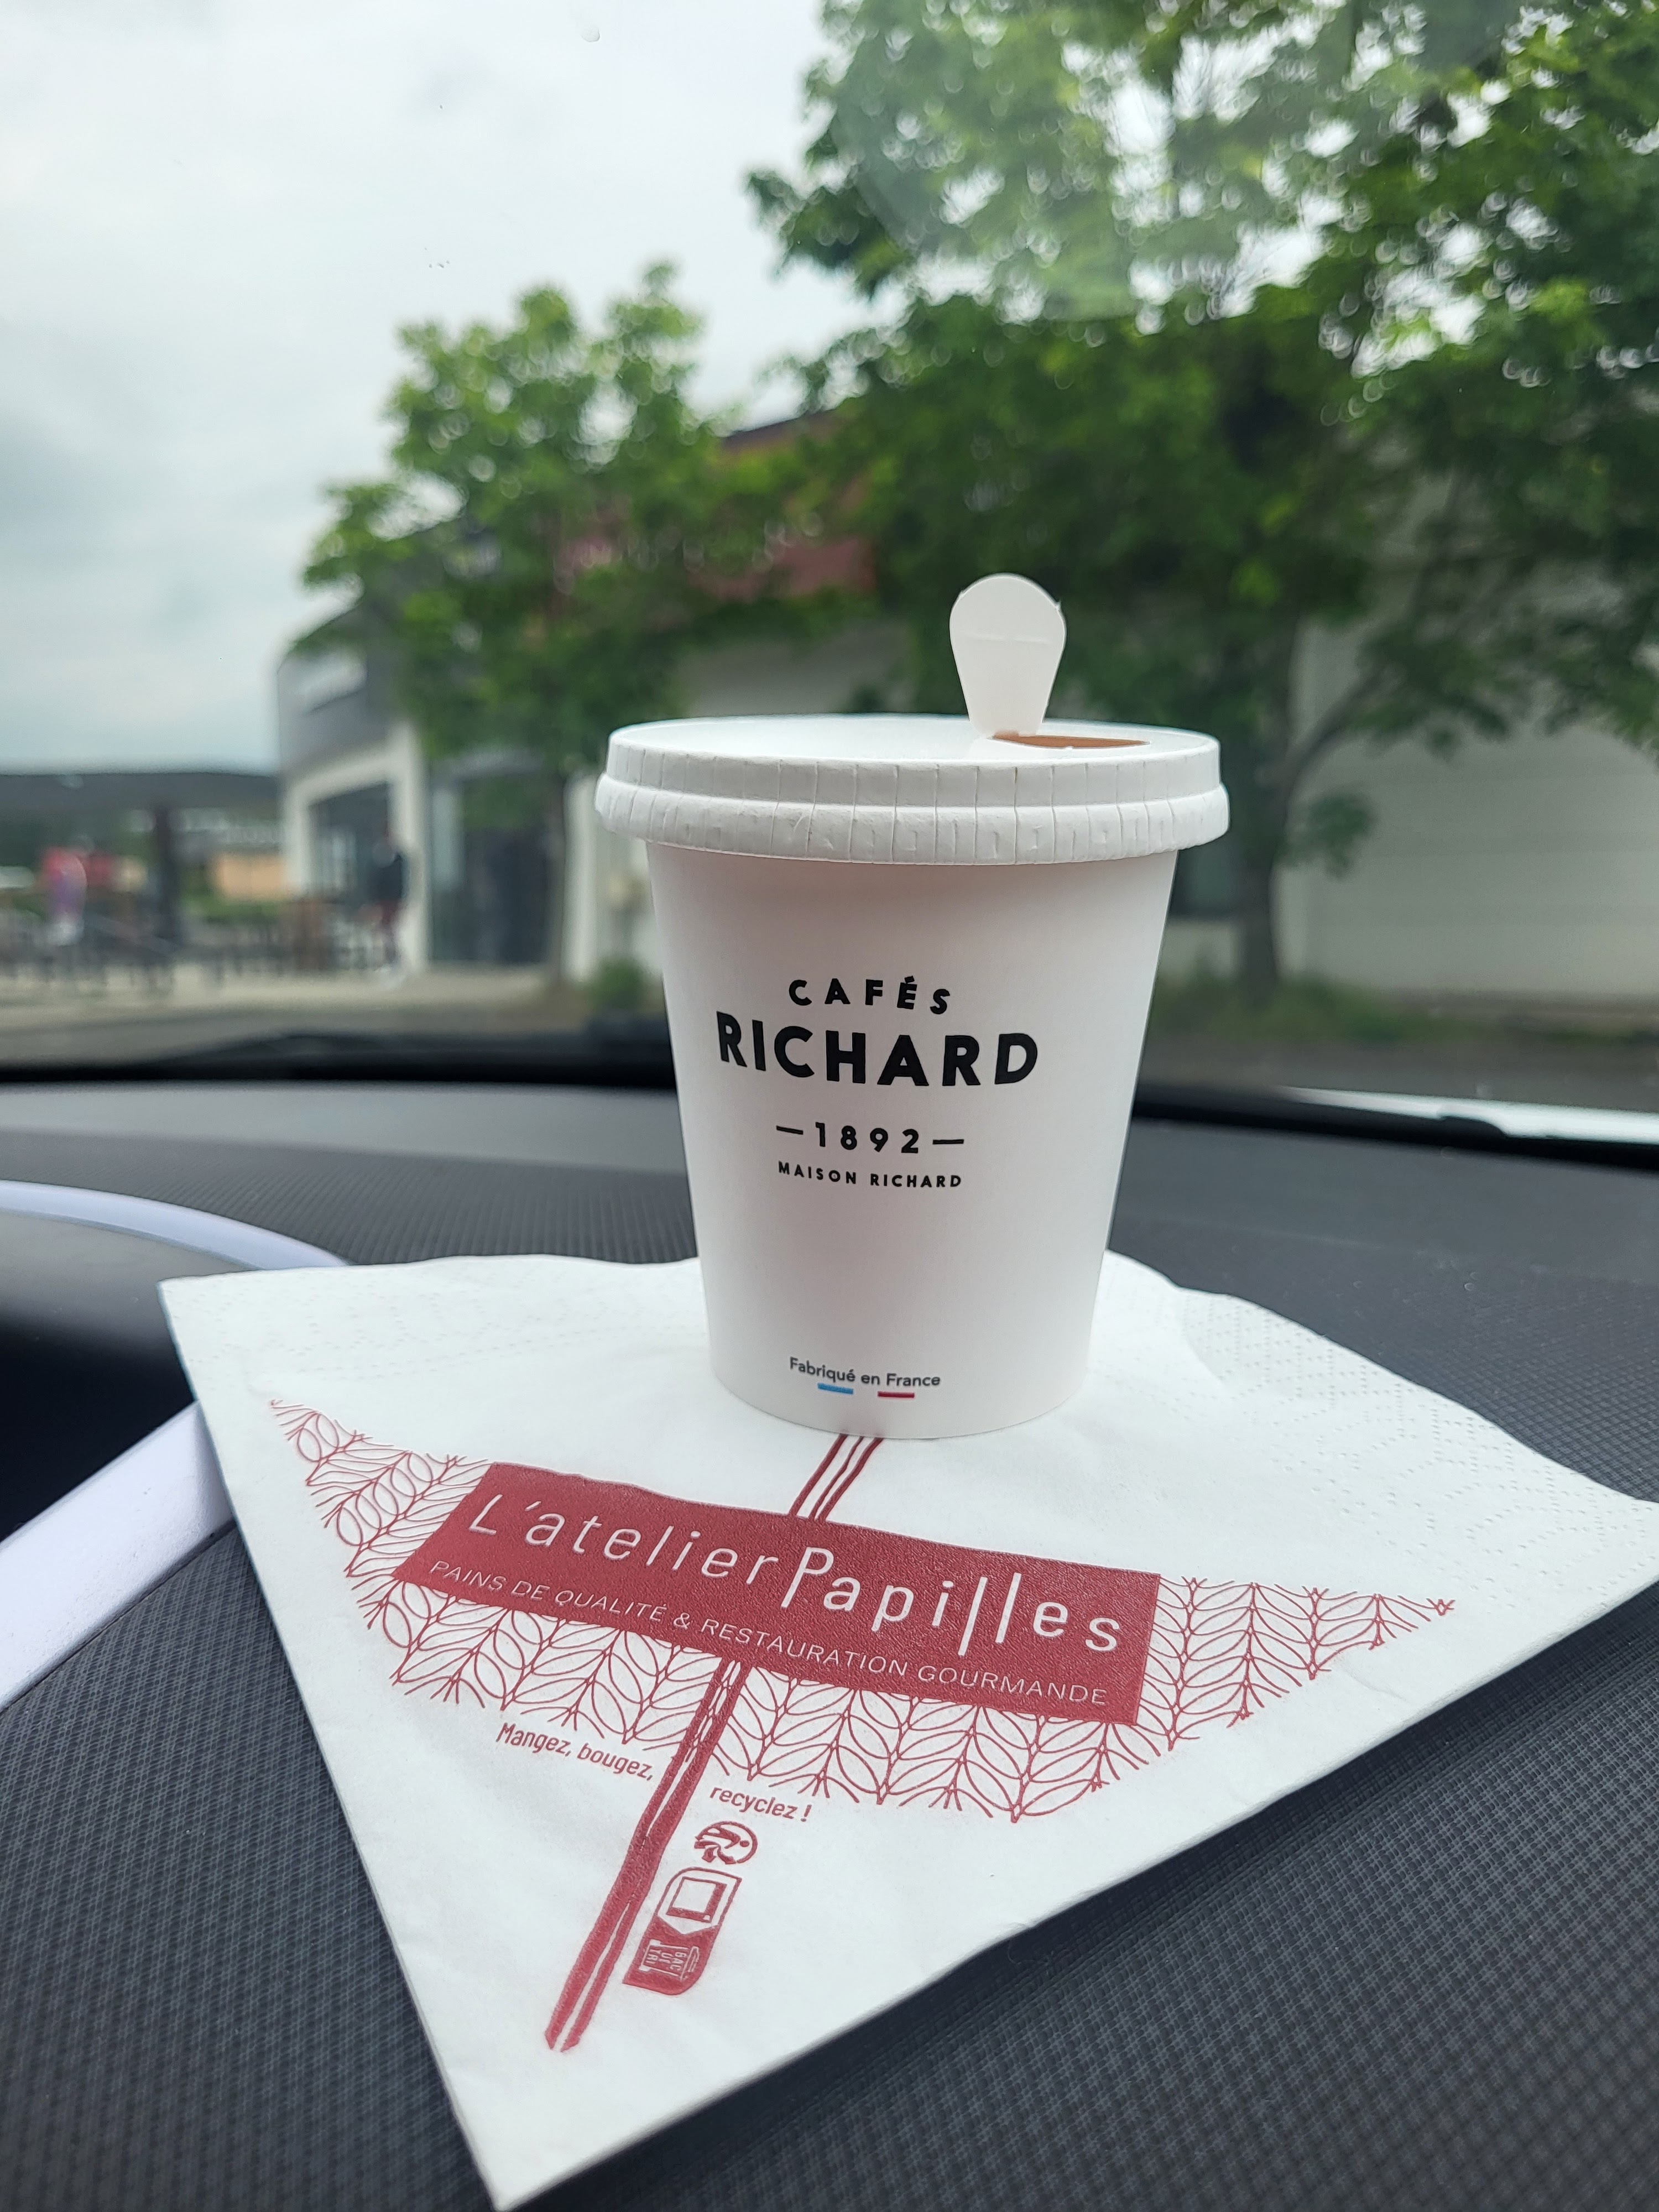 CAFÉS
RICHARD
—1892—
MAISON RICHARD
Fabriqué en France
L'atelier Papilles
PAINS DE QUALITÉ & RESTAURATION GOURMANDE
Mangez, bougez,
recyclez !